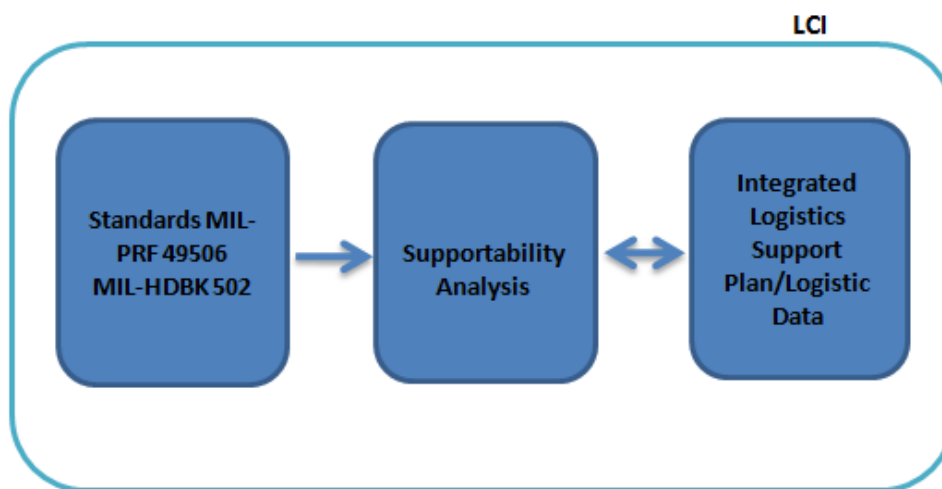 LCI
Standards MIL-
PRF 49506
MIL-HDBK 502
Supportability
Analysis
Integrated
Logistics
Support
Plan/Logistic
Data